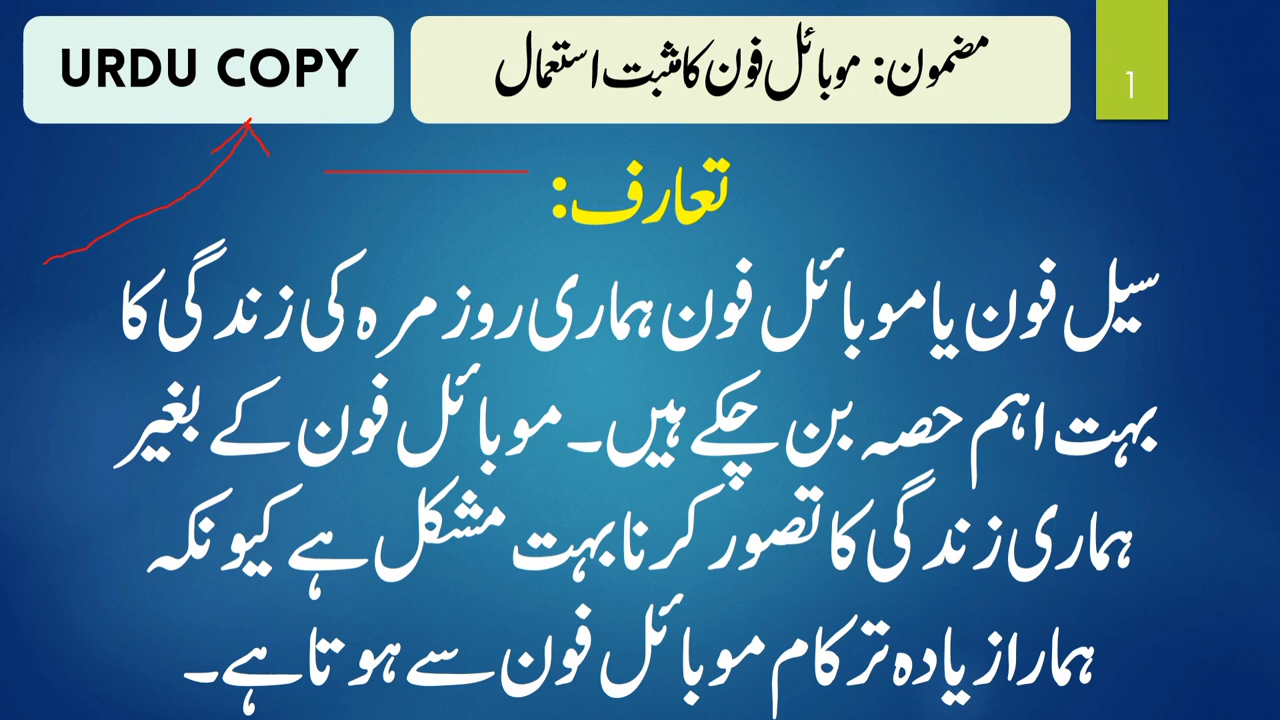 URDU COPY
مضمون: موبائل فون کا مثبت استعمال
1
تعارف:
سیل فون یا موبائل فون ہماری روز مرہ کی زندگی کا
بہت اہم حصہ بن چکے ہیں۔ موبائل فون کے بغیر
ہماری زندگی کا تصور کرنا بہت مشکل ہے کیونکہ
ہمارا زیادہ تر کام موبائل فون سے ہوتا ہے۔